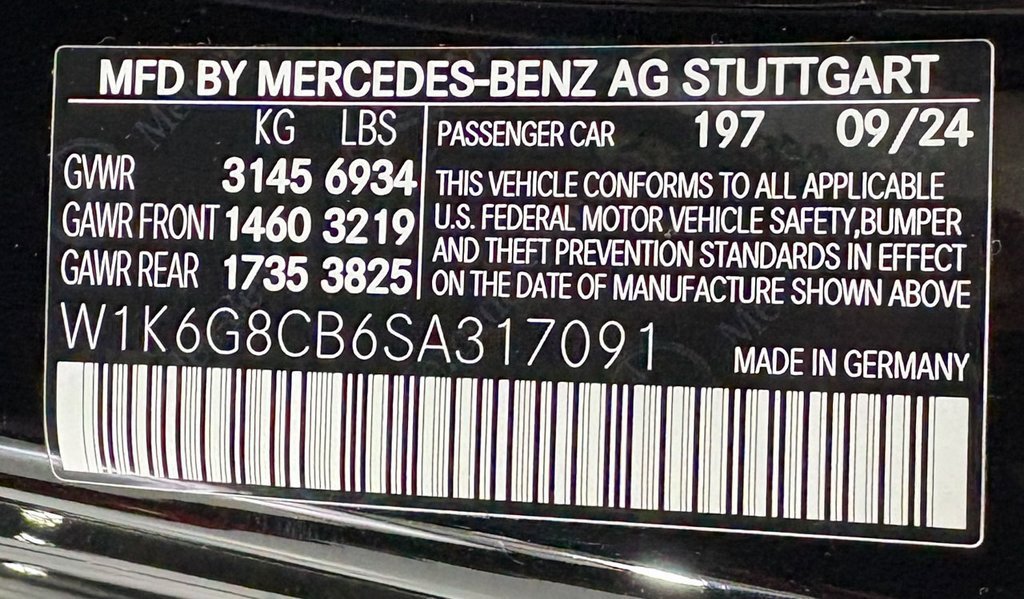 MFD BY MERCEDES-BENZ AG STUTTGART
KG LBS
GVWR 3145 6934
GAWR FRONT 1460 3219
GAWR REAR 1735 3825
PASSENGER CAR 197 09/24
THIS VEHICLE CONFORMS TO ALL APPLICABLE
U.S. FEDERAL MOTOR VEHICLE SAFETY,BUMPER
AND THEFT PREVENTION STANDARDS IN EFFECT
ON THE DATE OF MANUFACTURE SHOWN ABOVE
W1K6G8CB6SA317091
MADE IN GERMANY